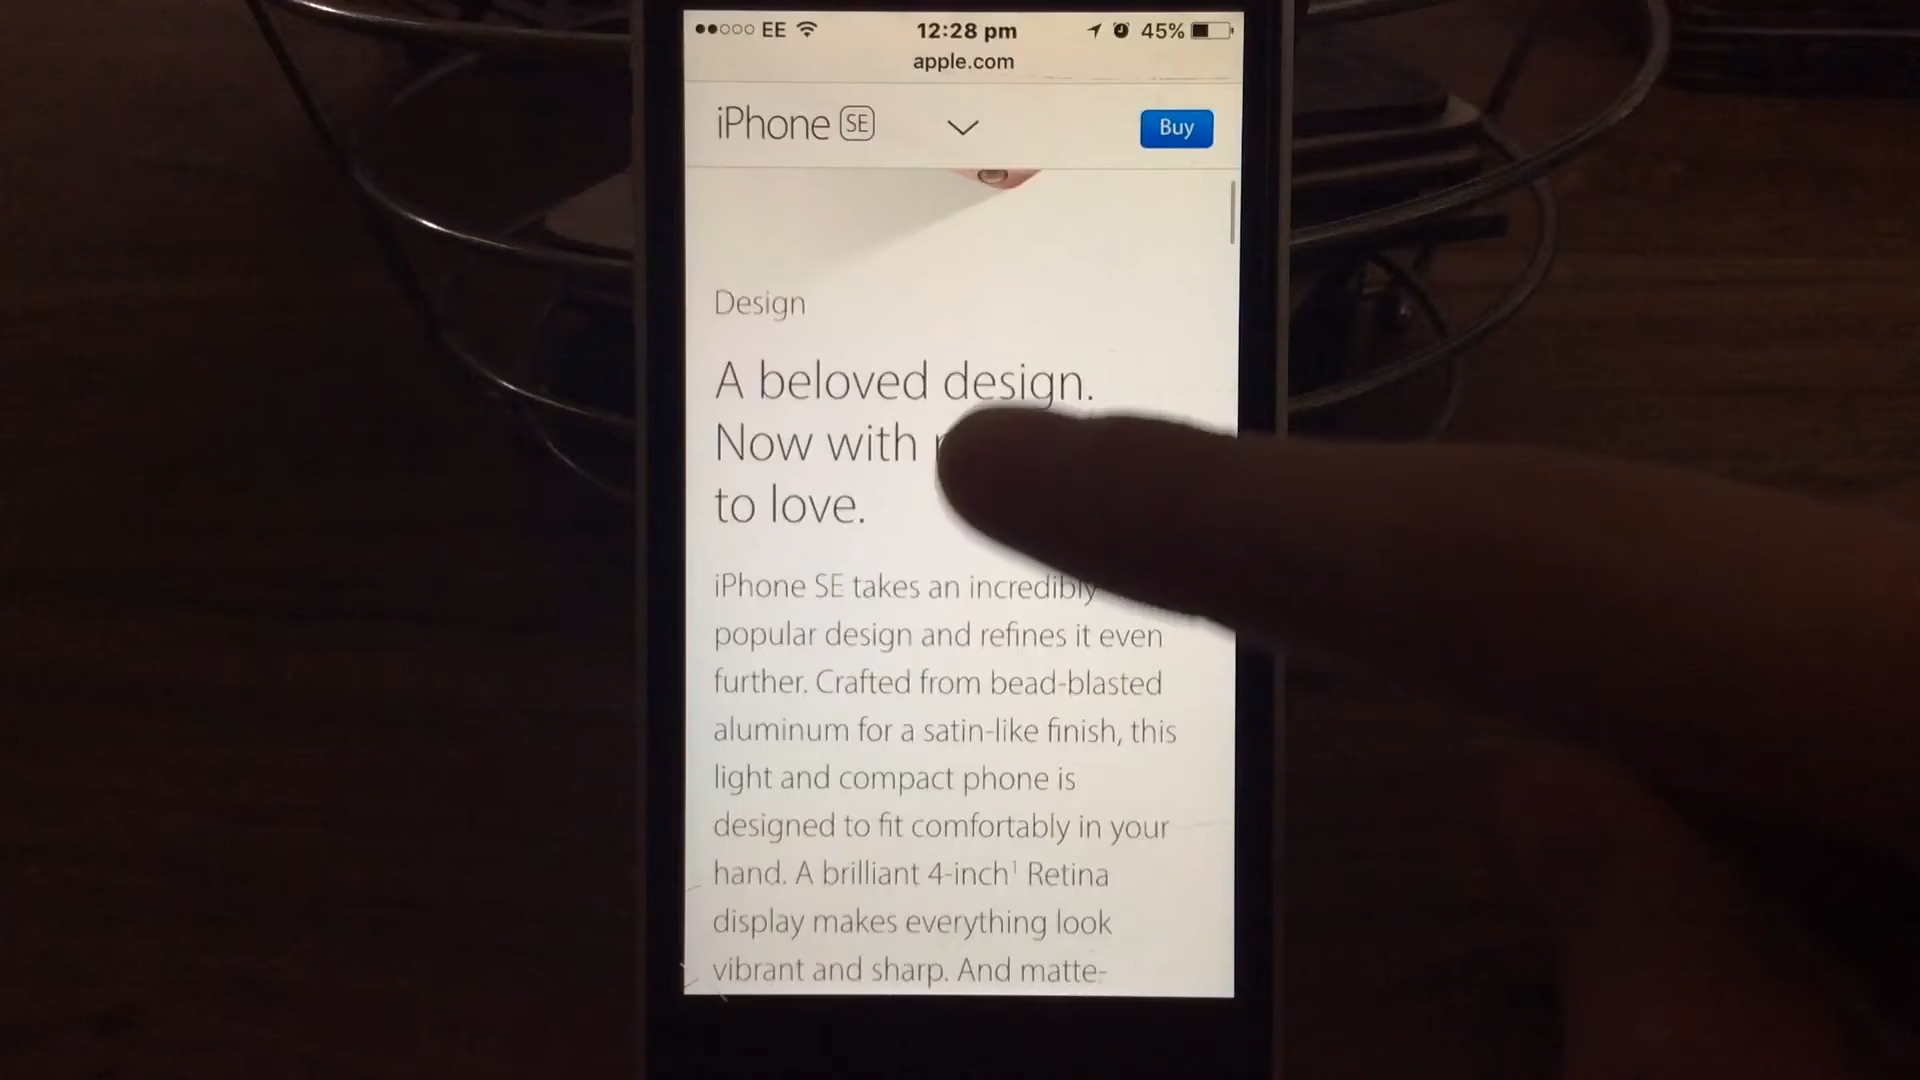 EE 12:28 pm 45%
apple.com
iPhone SE
Buy
Design
A beloved design.
Now with
to love.
iPhone SE takes an incredibly
popular design and refines it even
further. Crafted from bead-blasted
aluminum for a satin-like finish, this
light and compact phone is
designed to fit comfortably in your
hand. A brilliant 4-inch¹ Retina
display makes everything look
vibrant and sharp. And matte-